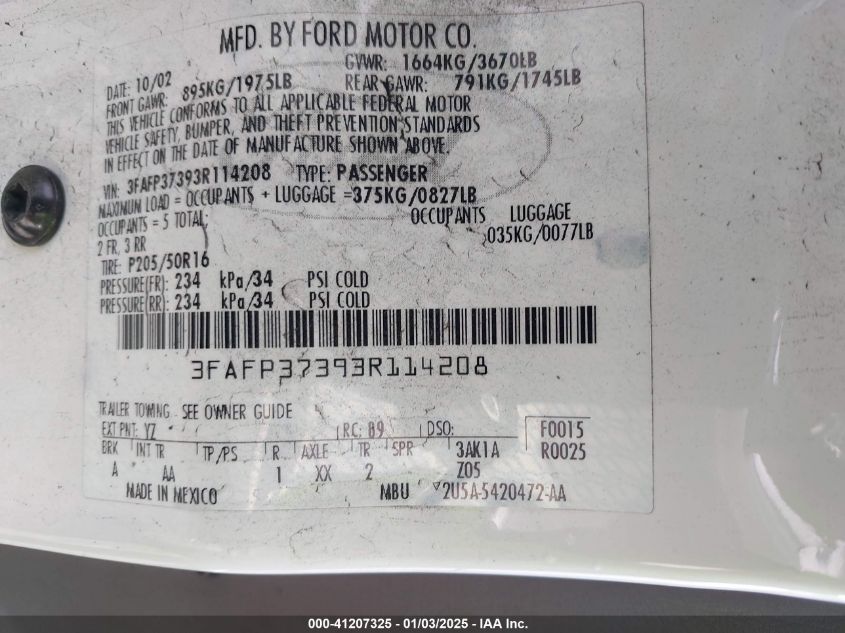 MFD. BY FORD MOTOR CO.
DATE: 10/02 GVWR: 1664KG/3670LB
FRONT GAWR: 895KG/1975LB REAR GAWR: 791KG/1745LB
THIS VEHICLE CONFORMS TO ALL APPLICABLE FEDERAL MOTOR
VEHICLE SAFETY, BUMPER, AND THEFT PREVENTION STANDARDS
IN EFFECT ON THE DATE OF MANUFACTURE SHOWN ABOVE.
VIN: 3FAFP37393R114208 TYPE: PASSENGER
MAXIMUM LOAD = OCCUPANTS + LUGGAGE =375KG/0827LB
OCCUPANTS = 5 TOTAL: OCCUPANTS LUGGAGE
2 FR, 3 RR 035KG/0077LB
TIRE: P205/50R16
PRESSURE(FR): 234 kPa/34 PSI COLD
PRESSURE(RR): 234 kPa/34 PSI COLD
3FAFP37393R114208
TRAILER TOWING - SEE OWNER GUIDE
EXT PNT: YZ RC: B9 DSO: F0015
BRK INT TR TP/PS R AXLE TR SPR 3AK1A R0025
A AA 1 XX 2 Z05
MADE IN MEXICO MBU 2U5A-5420472-AA
000-41207325 - 01/03/2025 - IAA Inc.